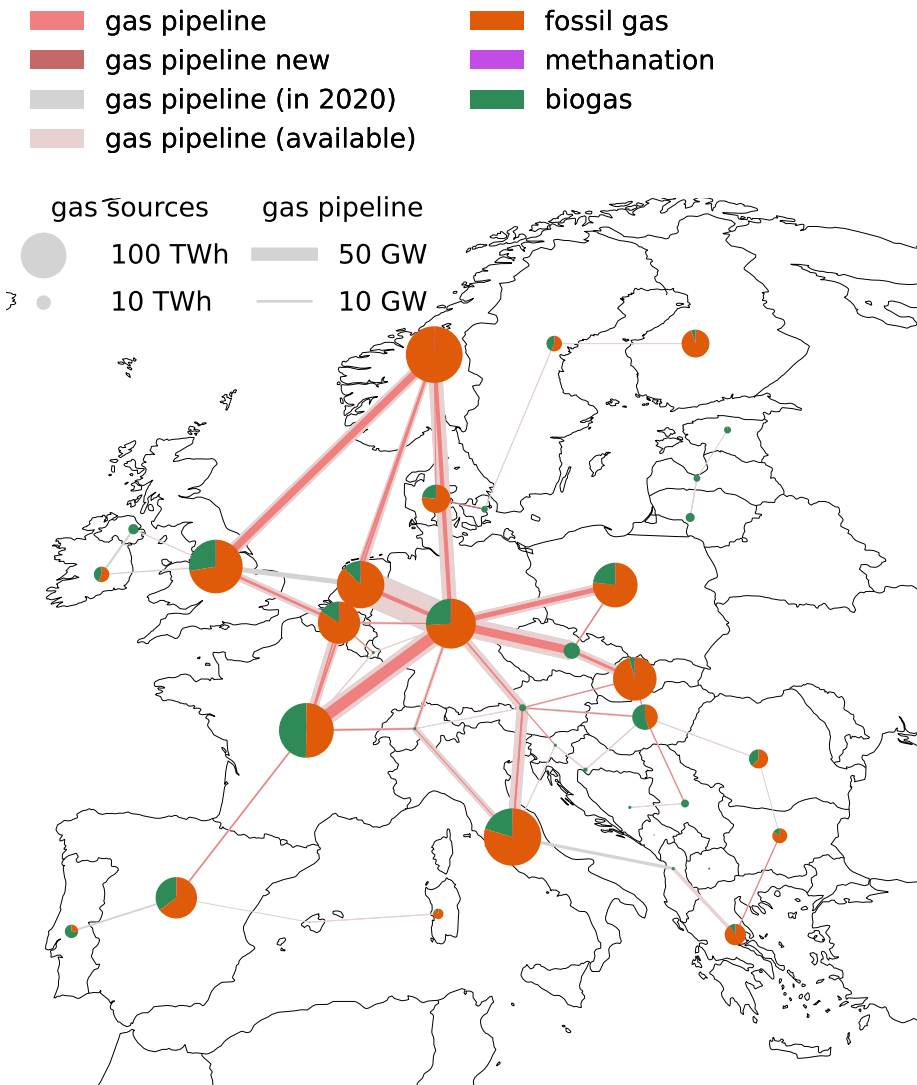 gas pipeline
gas pipeline new
gas pipeline (in 2020)
gas pipeline (available)
fossil gas
methanation
biogas
gas sources
100 TWh
10 TWh
gas pipeline
50 GW
10 GW